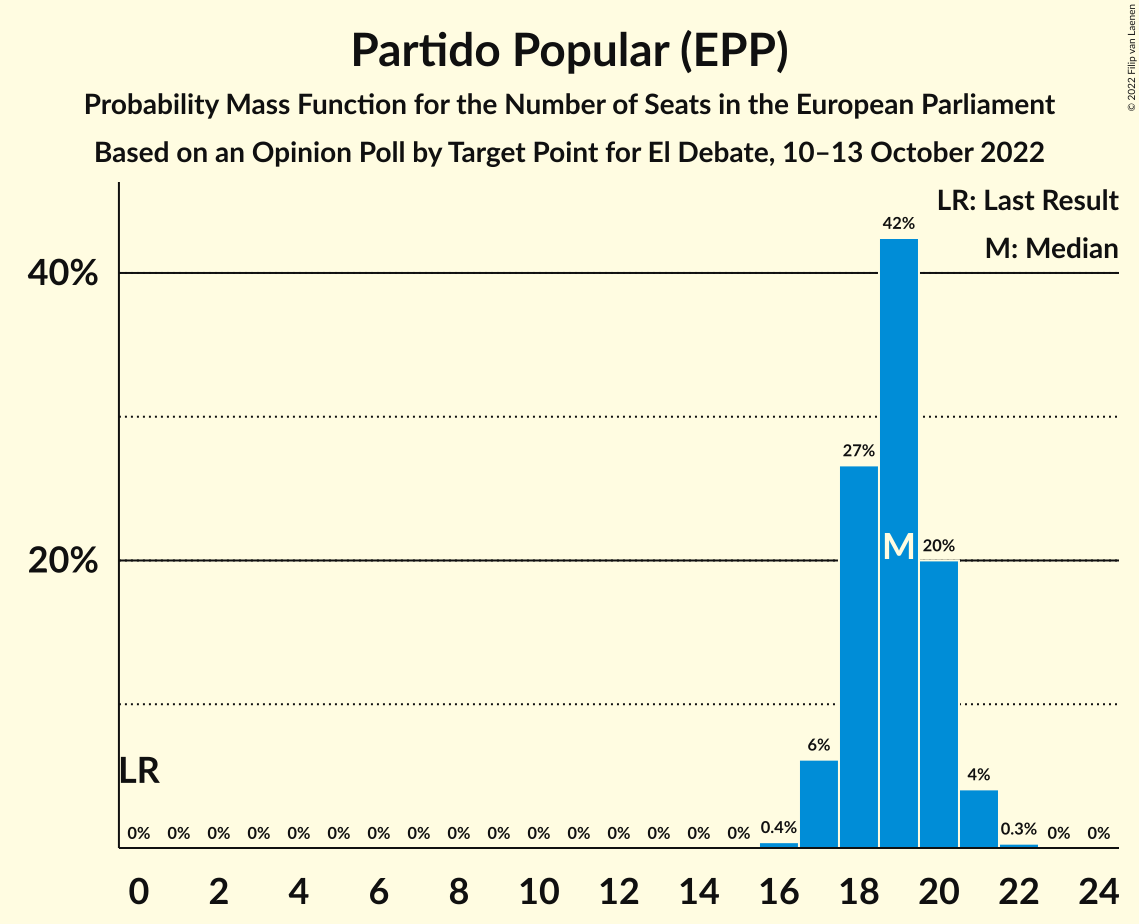 Partido Popular (EPP)
Probability Mass Function for the Number of Seats in the European Parliament
Based on an Opinion Poll by Target Point for El Debate, 10–13 October 2022
© 2022 Filip van Laenen
LR: Last Result
M: Median
42%
40%
27%
M
20%
20%
6%
4%
LR
0% 0% 0% 0% 0% 0% 0% 0% 0% 0% 0% 0% 0% 0% 0% 0% 0.4% 0.3% 0% 0%
0 2 4 6 8 10 12 14 16 18 20 22 24